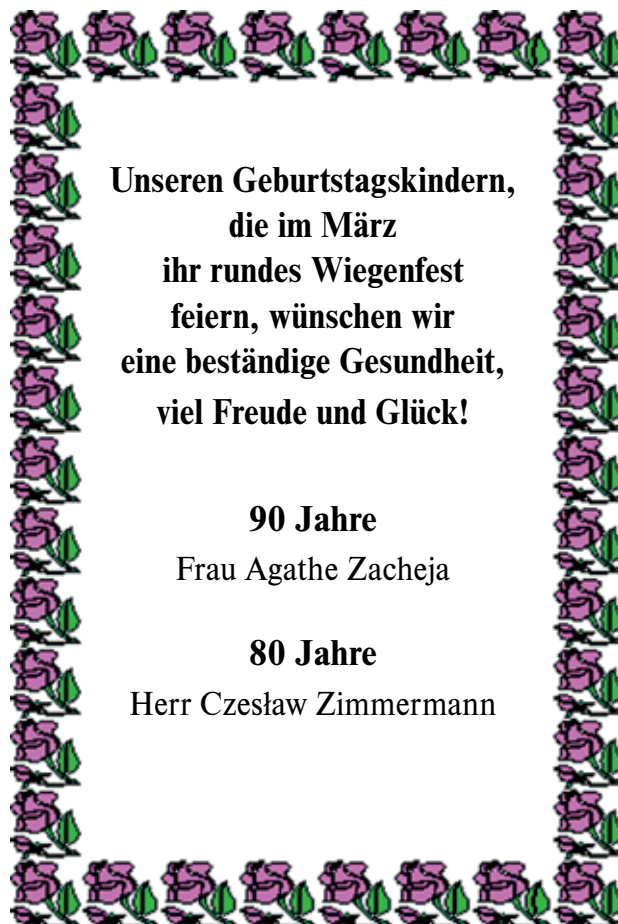 Unseren Geburtstagskindern,
die im März
ihr rundes Wiegenfest
feiern, wünschen wir
eine beständige Gesundheit,
viel Freude und Glück!
90 Jahre
Frau Agathe Zacheja
80 Jahre
Herr Czesław Zimmermann